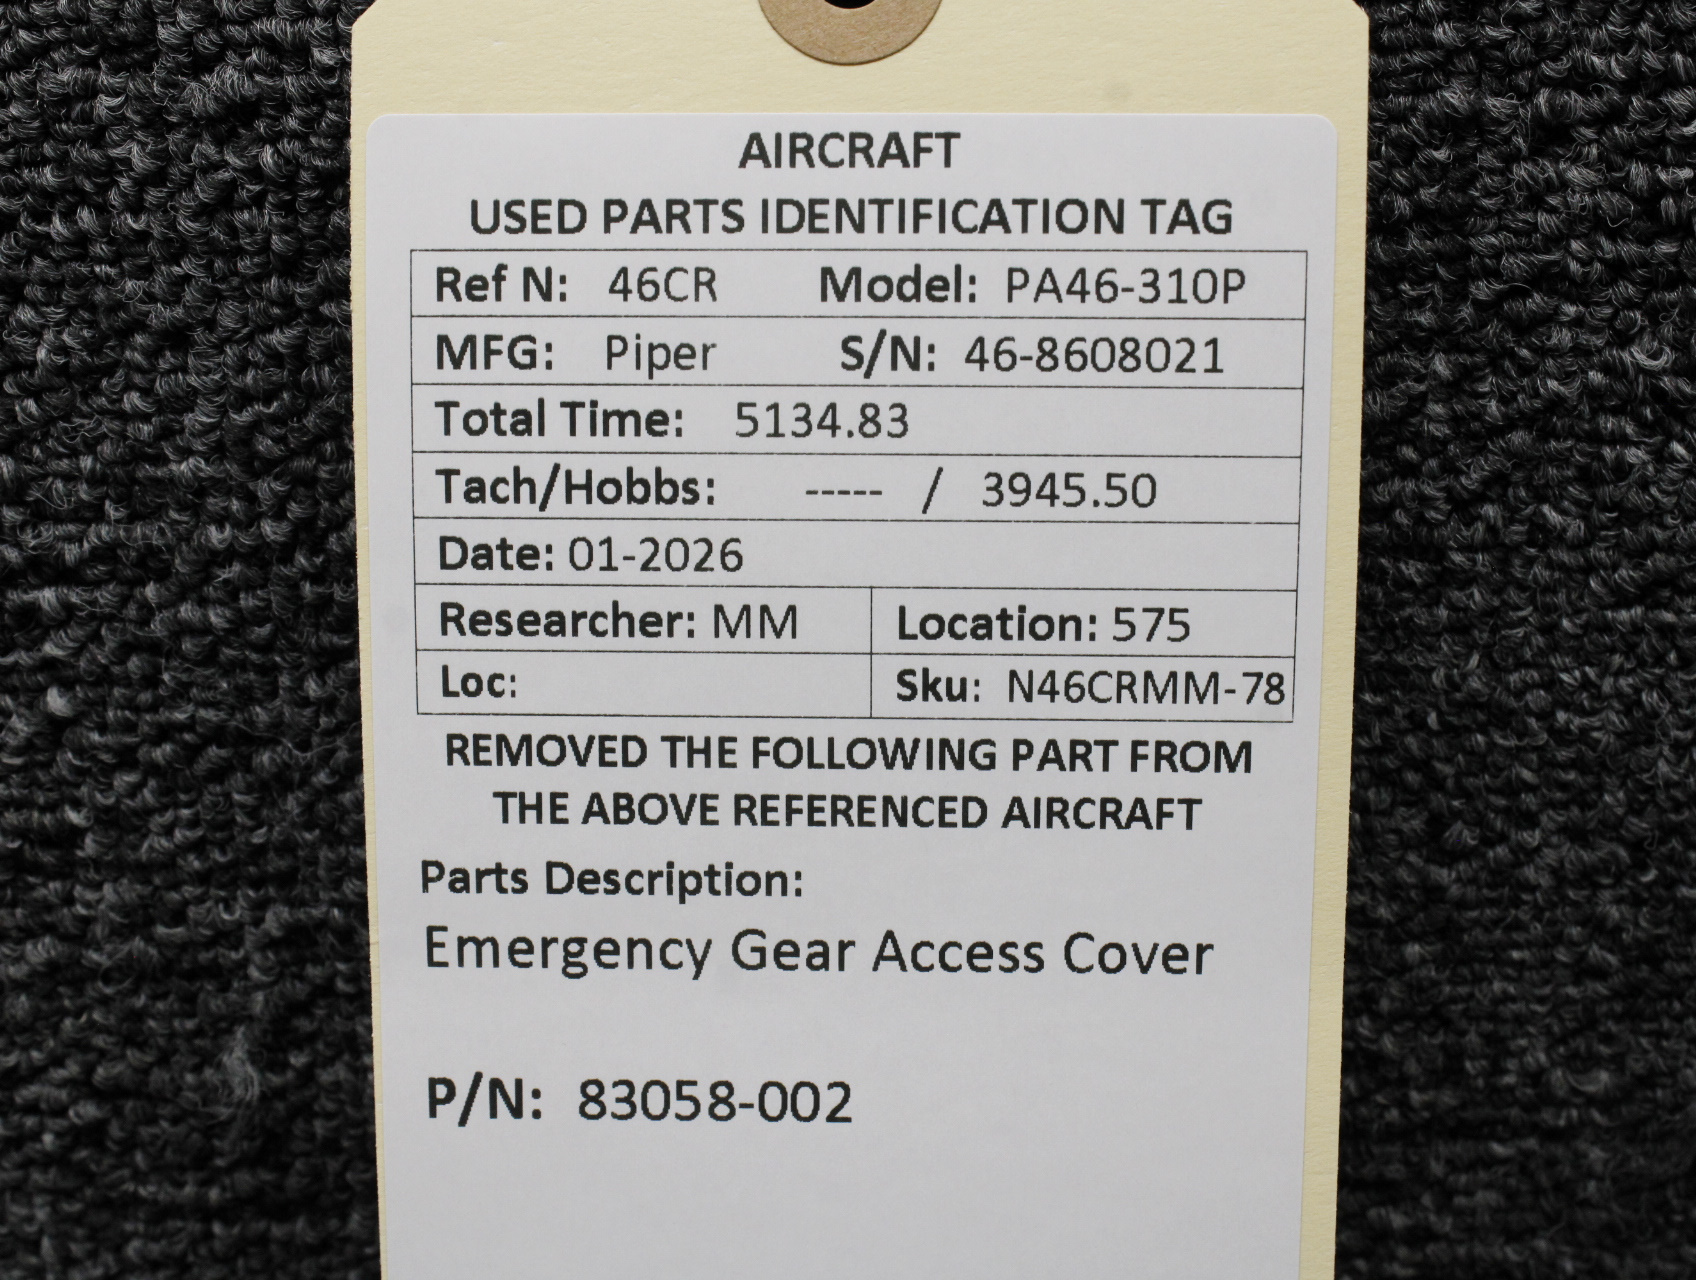 AIRCRAFT
USED PARTS IDENTIFICATION TAG
Ref N: 46CR Model: PA46-310P
MFG: Piper S/N: 46-8608021
Total Time: 5134.83
Tach/Hobbs: ----- / 3945.50
Date: 01-2026
Researcher: MM Location: 575
Loc: Sku: N46CRMM-78
REMOVED THE FOLLOWING PART FROM
THE ABOVE REFERENCED AIRCRAFT
Parts Description:
Emergency Gear Access Cover
P/N: 83058-002